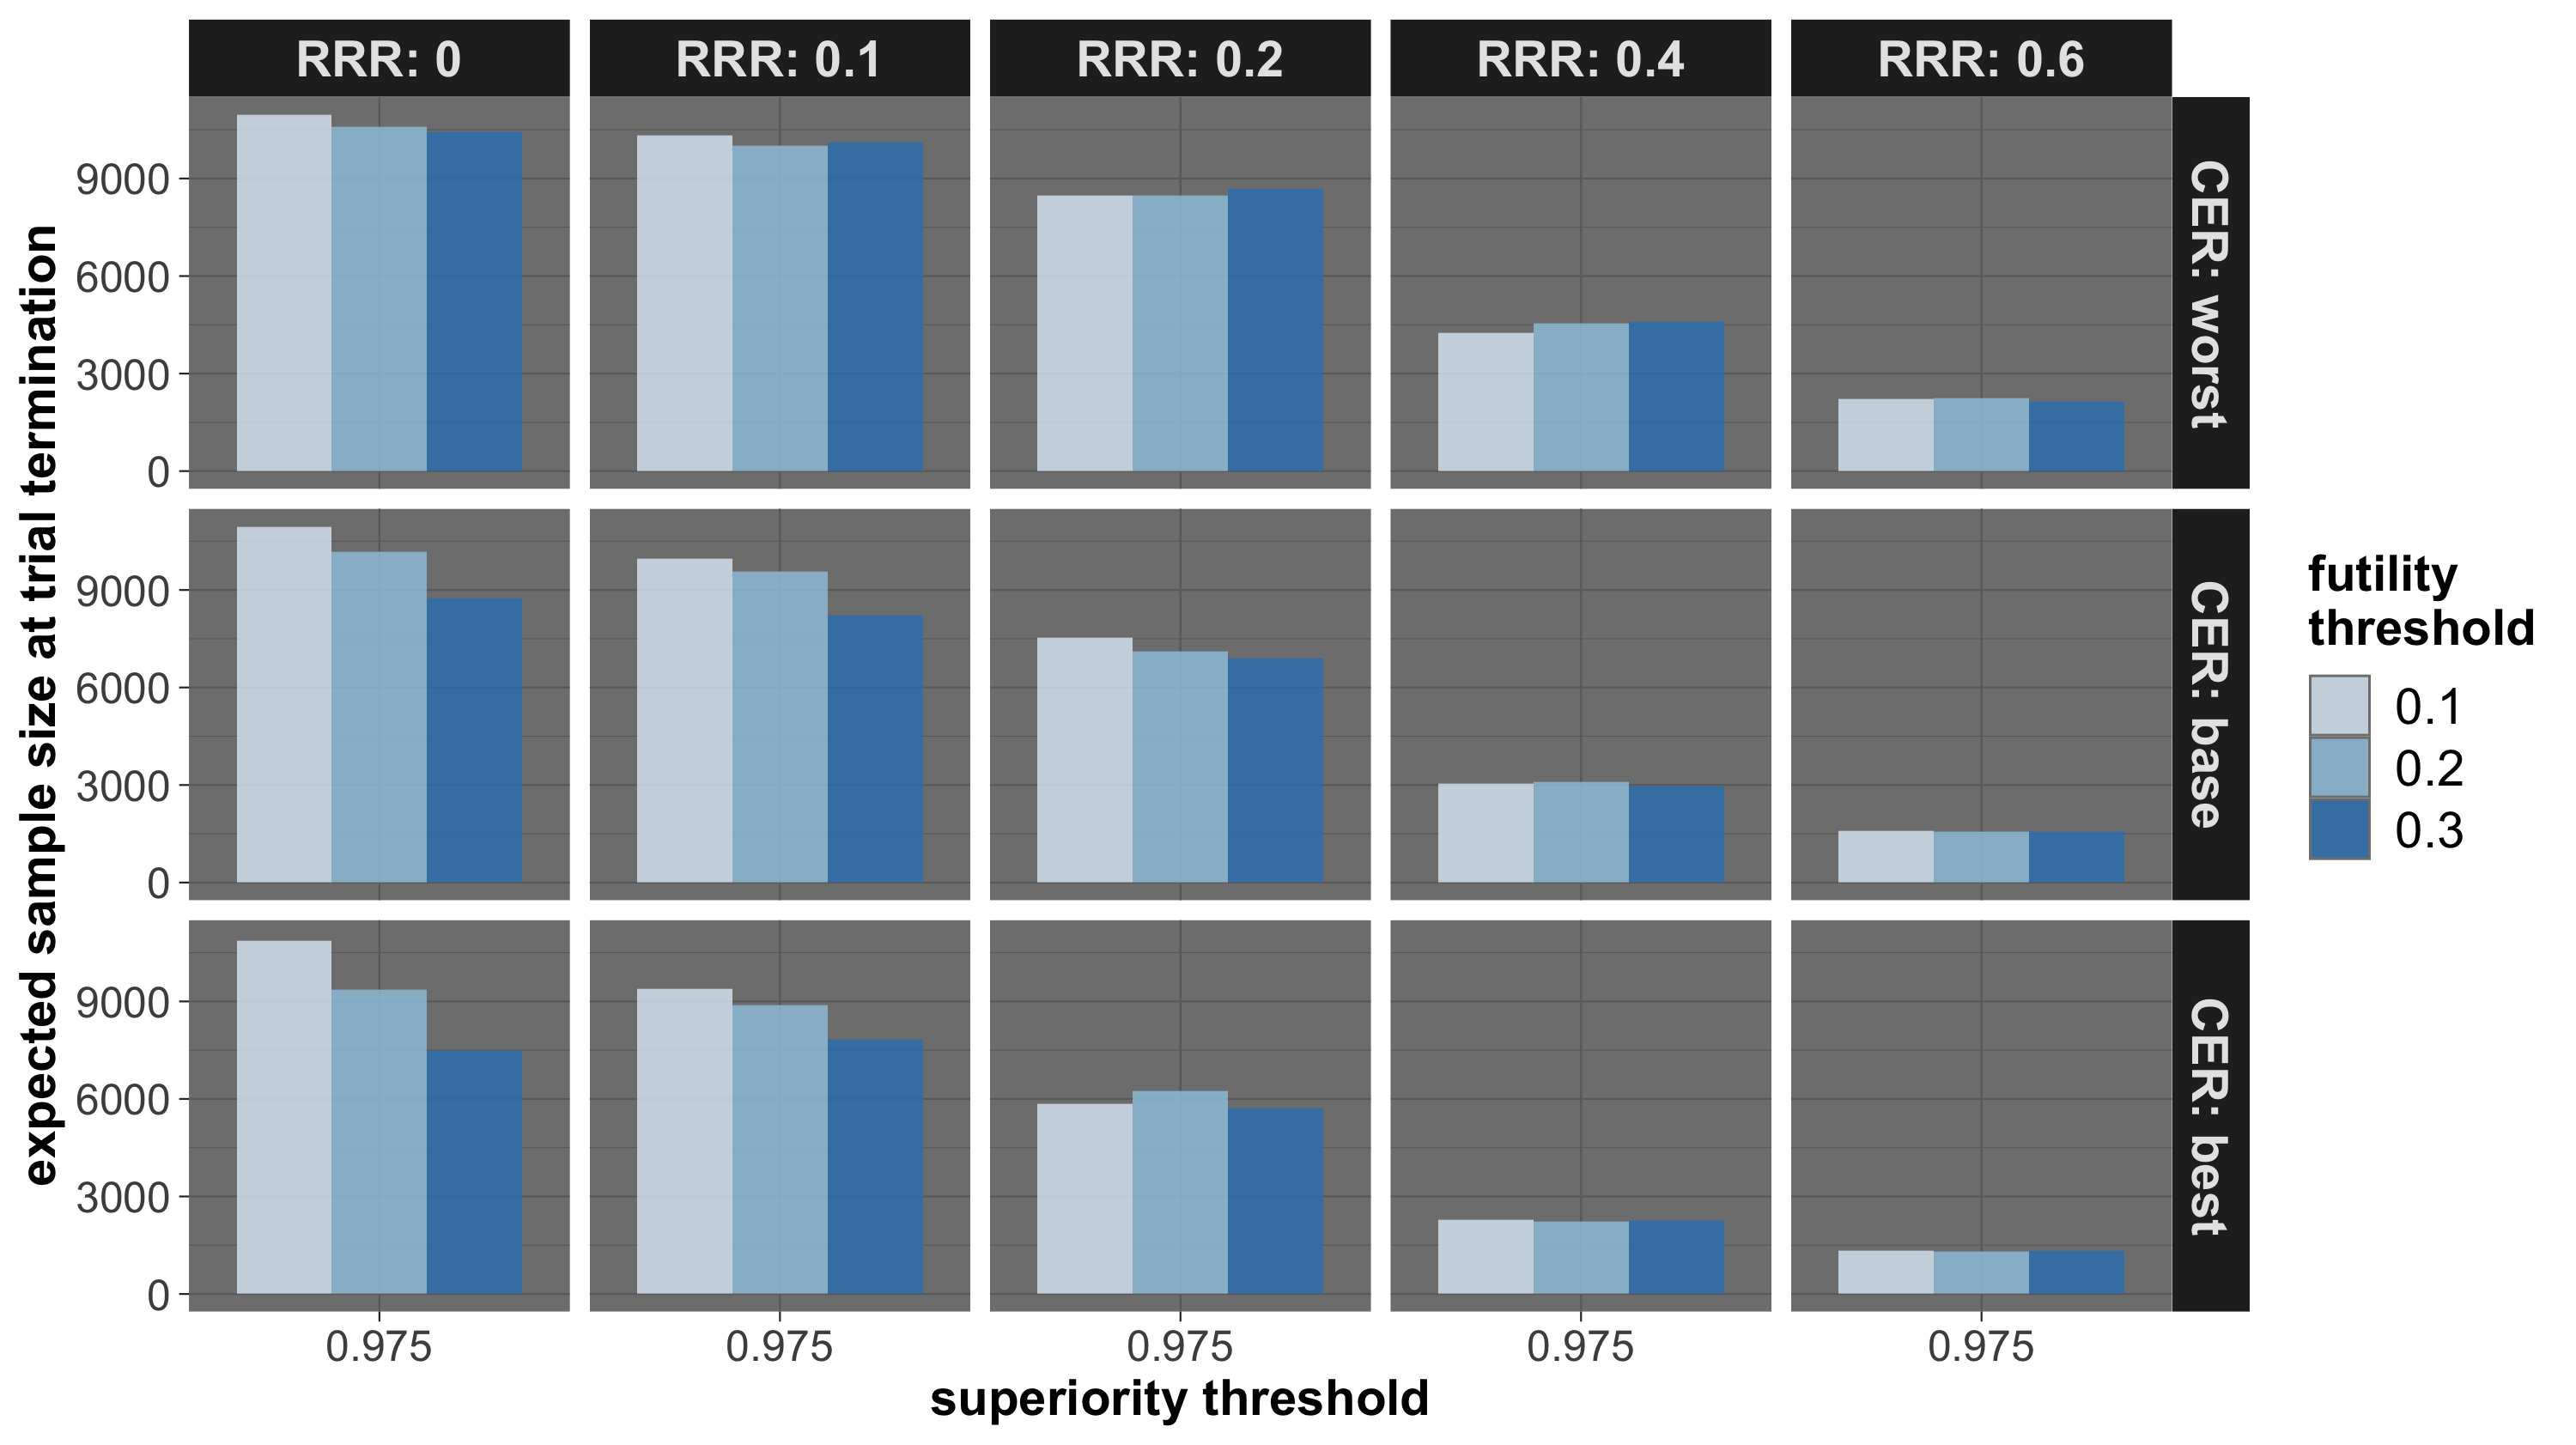 RRR: 0
RRR: 0.1
RRR: 0.2
RRR: 0.4
RRR: 0.6
expected sample size at trial termination
9000
6000
3000
0
CER: worst
9000
6000
3000
0
CER: base
9000
6000
3000
0
CER: best
0.975
0.975
0.975
0.975
0.975
superiority threshold
futility
threshold
0.1
0.2
0.3